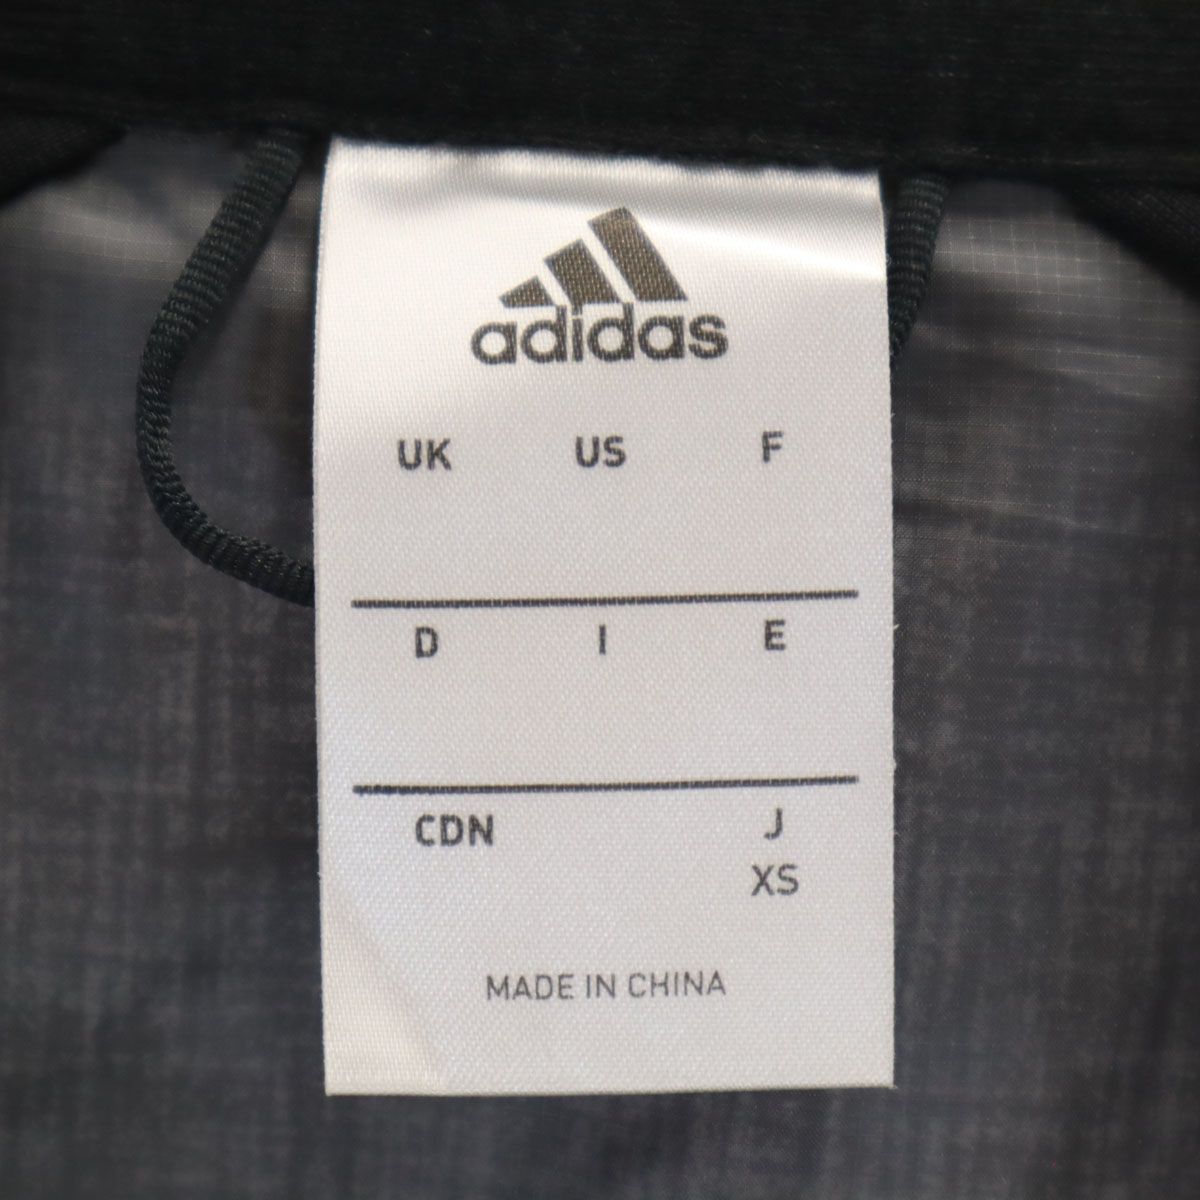 adidas
UK US F
D I E
CDN J
XS
MADE IN CHINA